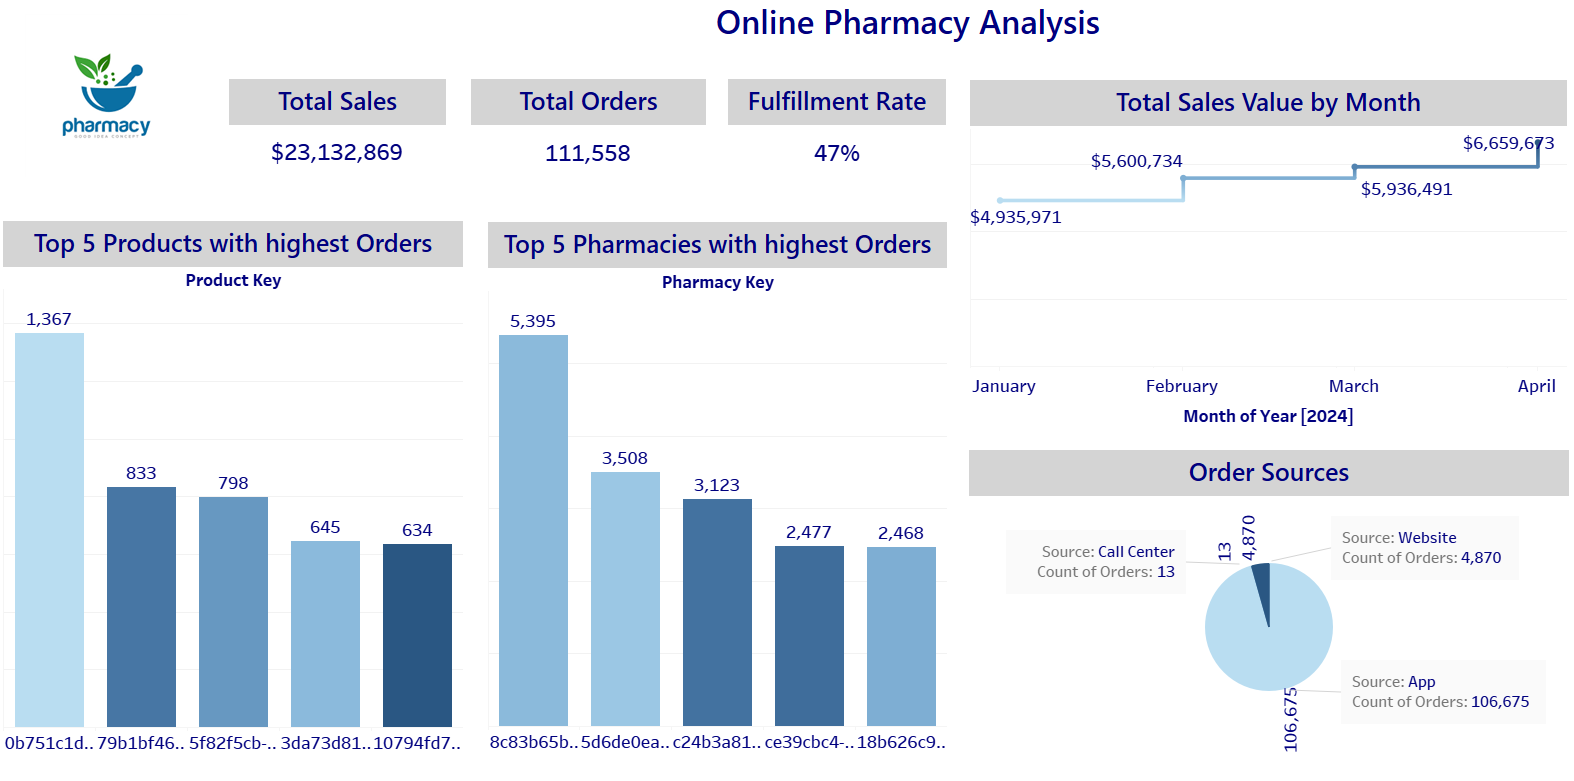 Online Pharmacy Analysis
pharmacy
GOOD IDEA CONCEPT
Total Sales
$23,132,869
Total Orders
111,558
Fulfillment Rate
47%
Total Sales Value by Month
$4,935,971
$5,600,734
$5,936,491
$6,659,673
January
February
March
April
Month of Year [2024]
Top 5 Products with highest Orders
Product Key
1,367
833
798
645
634
0b751c1d..
79b1bf46..
5f82f5cb-..
3da73d81..
10794fd7..
Top 5 Pharmacies with highest Orders
Pharmacy Key
5,395
3,508
3,123
2,477
2,468
8c83b65b..
5d6de0ea..
c24b3a81..
ce39cbc4-..
18b626c9..
Order Sources
Source: Call Center
Count of Orders: 13
13
4,870
Source: Website
Count of Orders: 4,870
Source: App
Count of Orders: 106,675
106,675